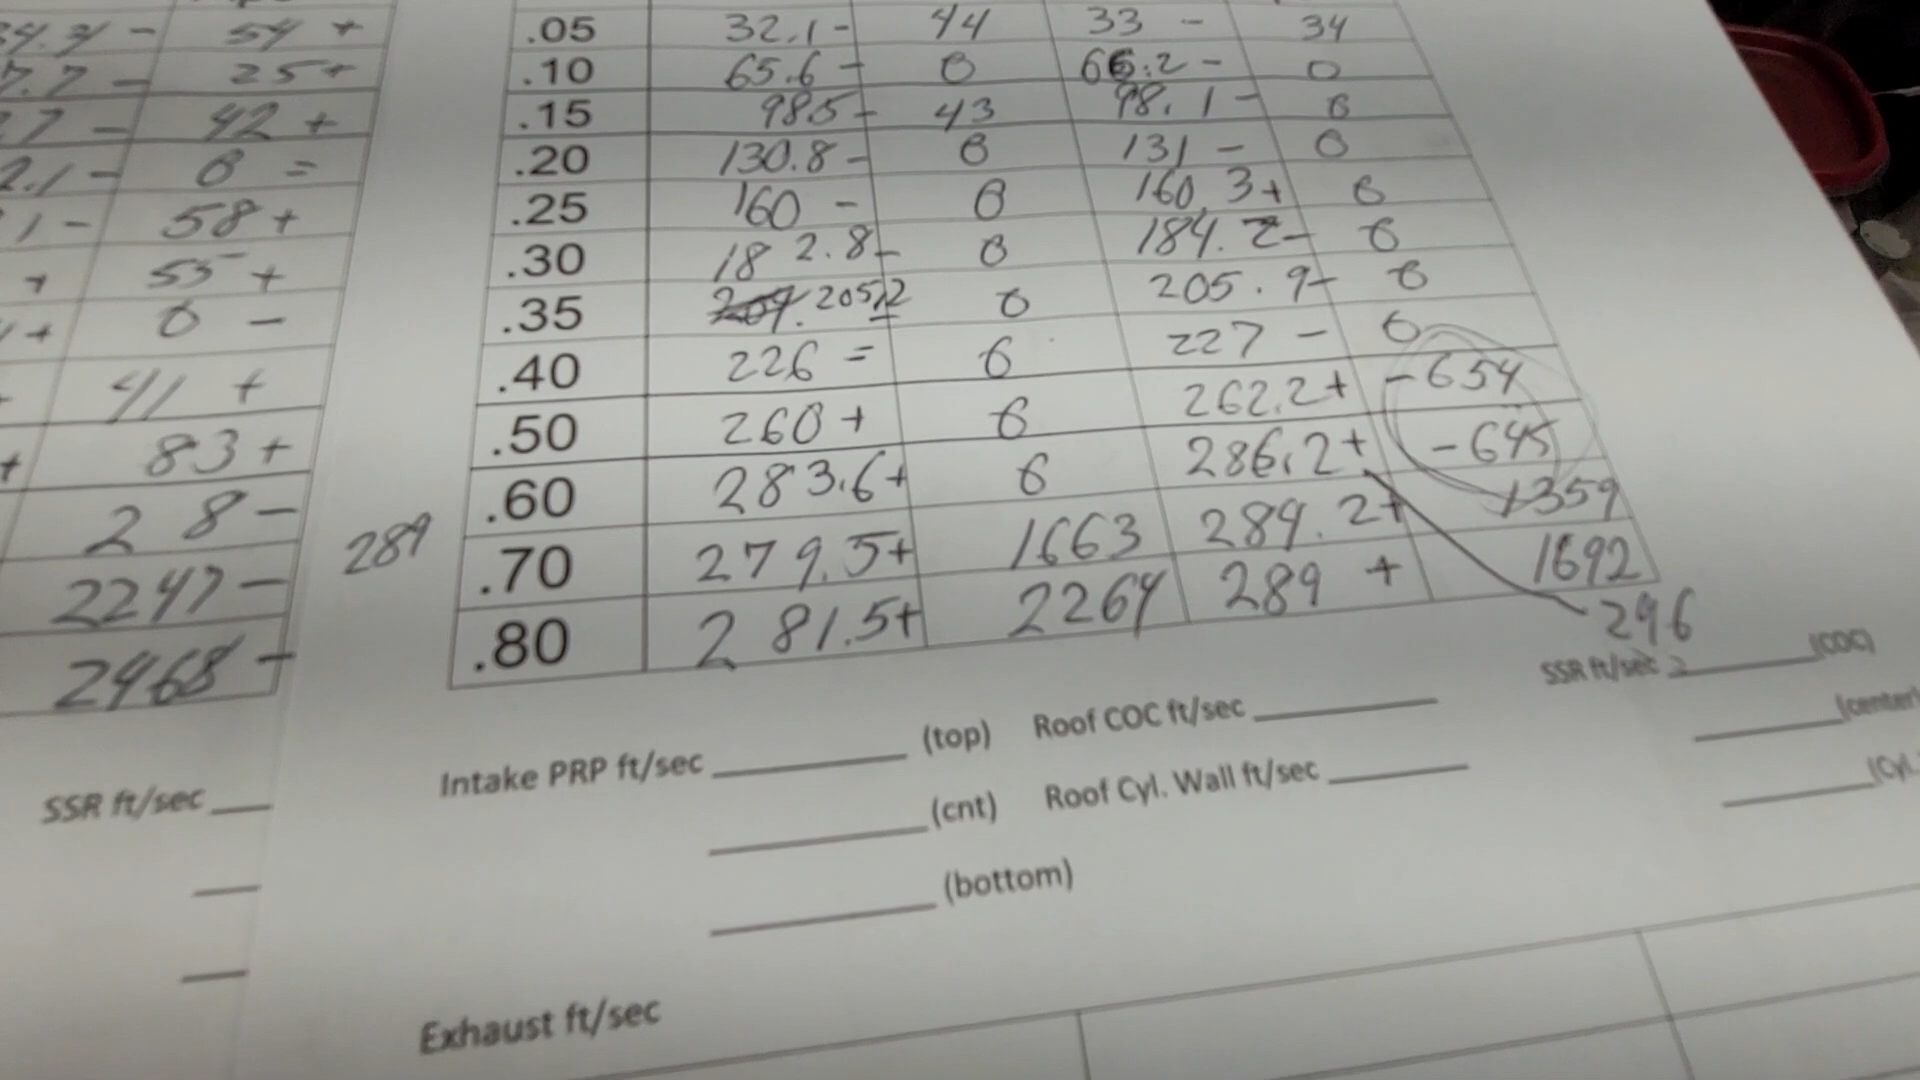 54 +
25 +
42 +
0 =
58 +
55 +
0 -
41 +
83 +
28 -
2247 -
2468 -
SSR ft/sec
289
.05 32.1 - 44 33 - 34
.10 65.6 - 0 66.2 - 0
.15 985 - 43 98.1 - 0
.20 130.8 - 0 131 - 0
.25 160 - 0 160.3+ 0
.30 182.8 - 0 184.2 - 0
.35 205.2 0 205.9 - 0
.40 226 = 0 227 - 0
.50 260 + 0 262.2+ -654
.60 283.6+ 0 286.2+ -645
.70 279.5+ 1663 289.2+ +359
.80 281.5+ 2264 289 + 1692
296
Intake PRP ft/sec (top) Roof COC ft/sec SSR ft/sec (COC)
(cnt) Roof Cyl. Wall ft/sec (center)
(bottom) (Cyl.
Exhaust ft/sec